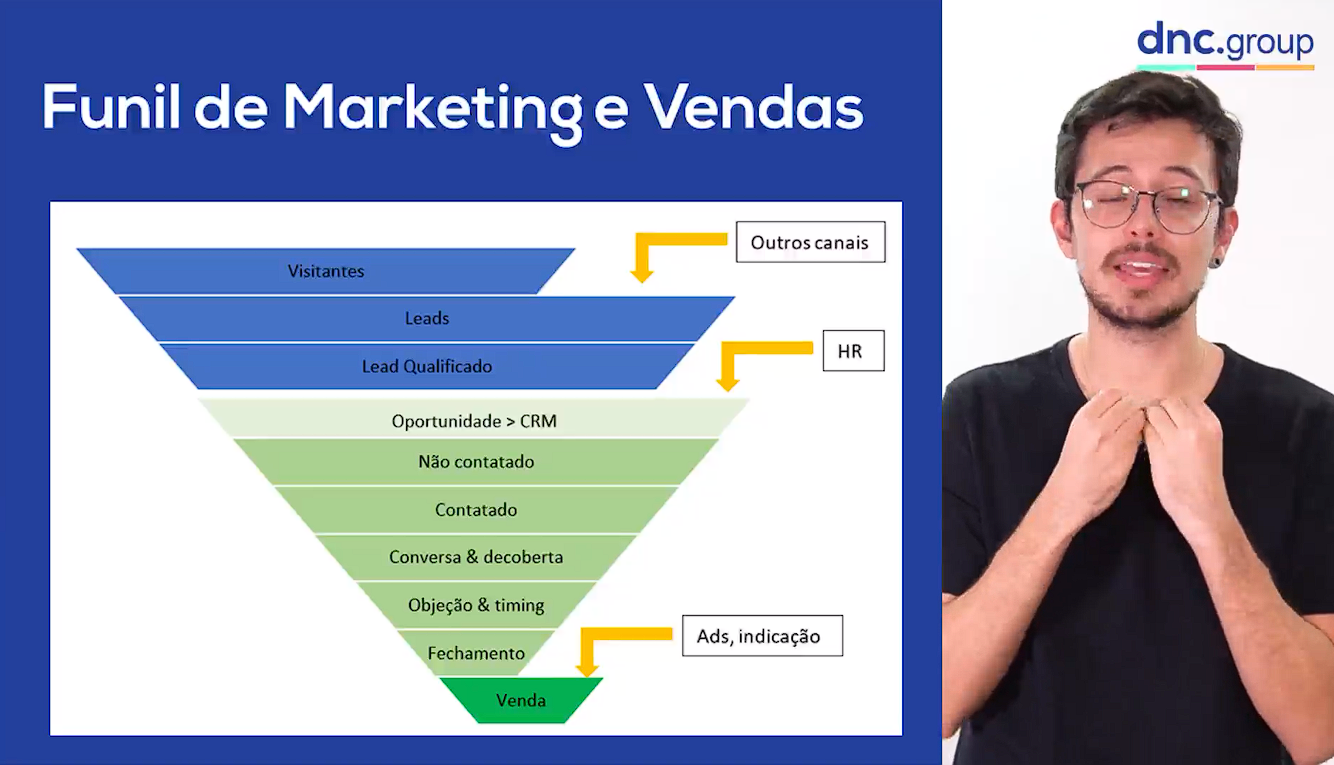 dnc.group
Funil de Marketing e Vendas
Outros canais
Visitantes
Leads
HR
Lead Qualificado
Oportunidade > CRM
Não contatado
Contatado
Conversa & decoberta
Objeção & timing
Ads, indicação
Fechamento
Venda